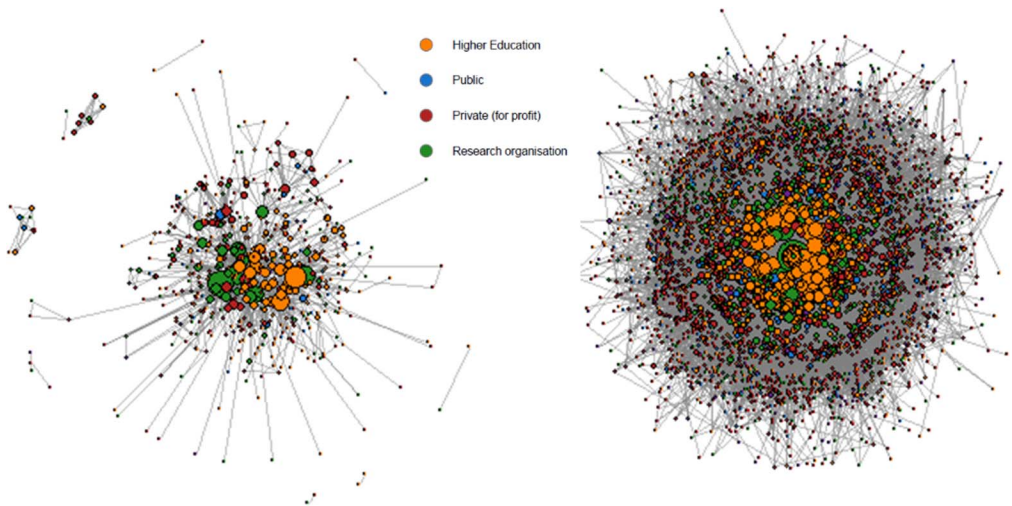 Higher Education
Public
Private (for profit)
Research organisation